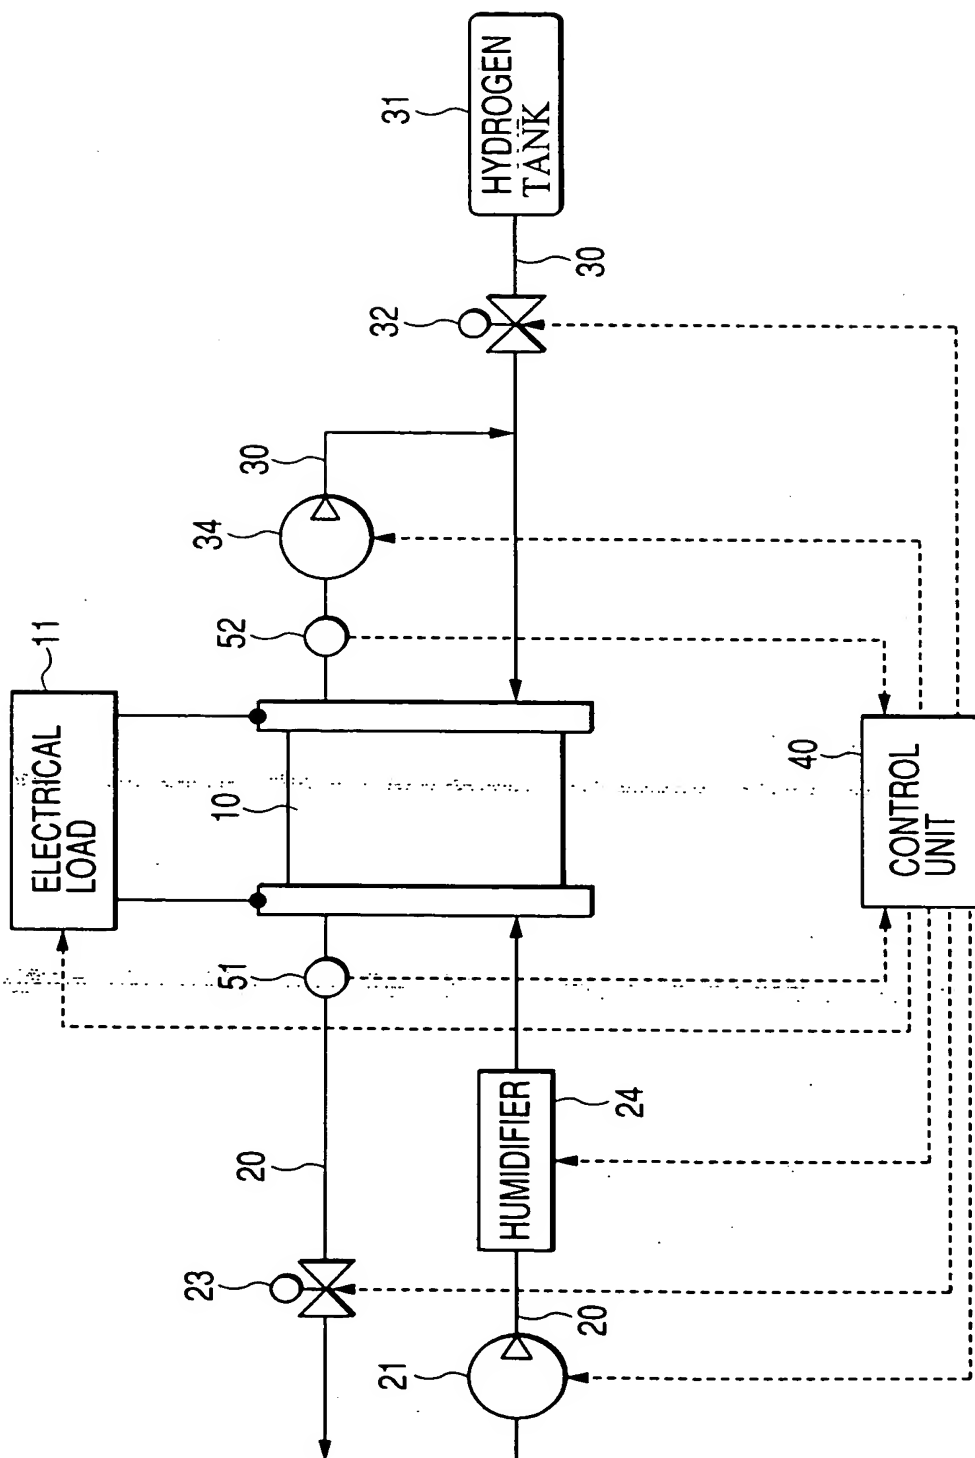 ELECTRICAL
LOAD
11
HYDROGEN
TANK
31
30
32
30
34
52
10
51
20
23
HUMIDIFIER
24
20
21
CONTROL
UNIT
40